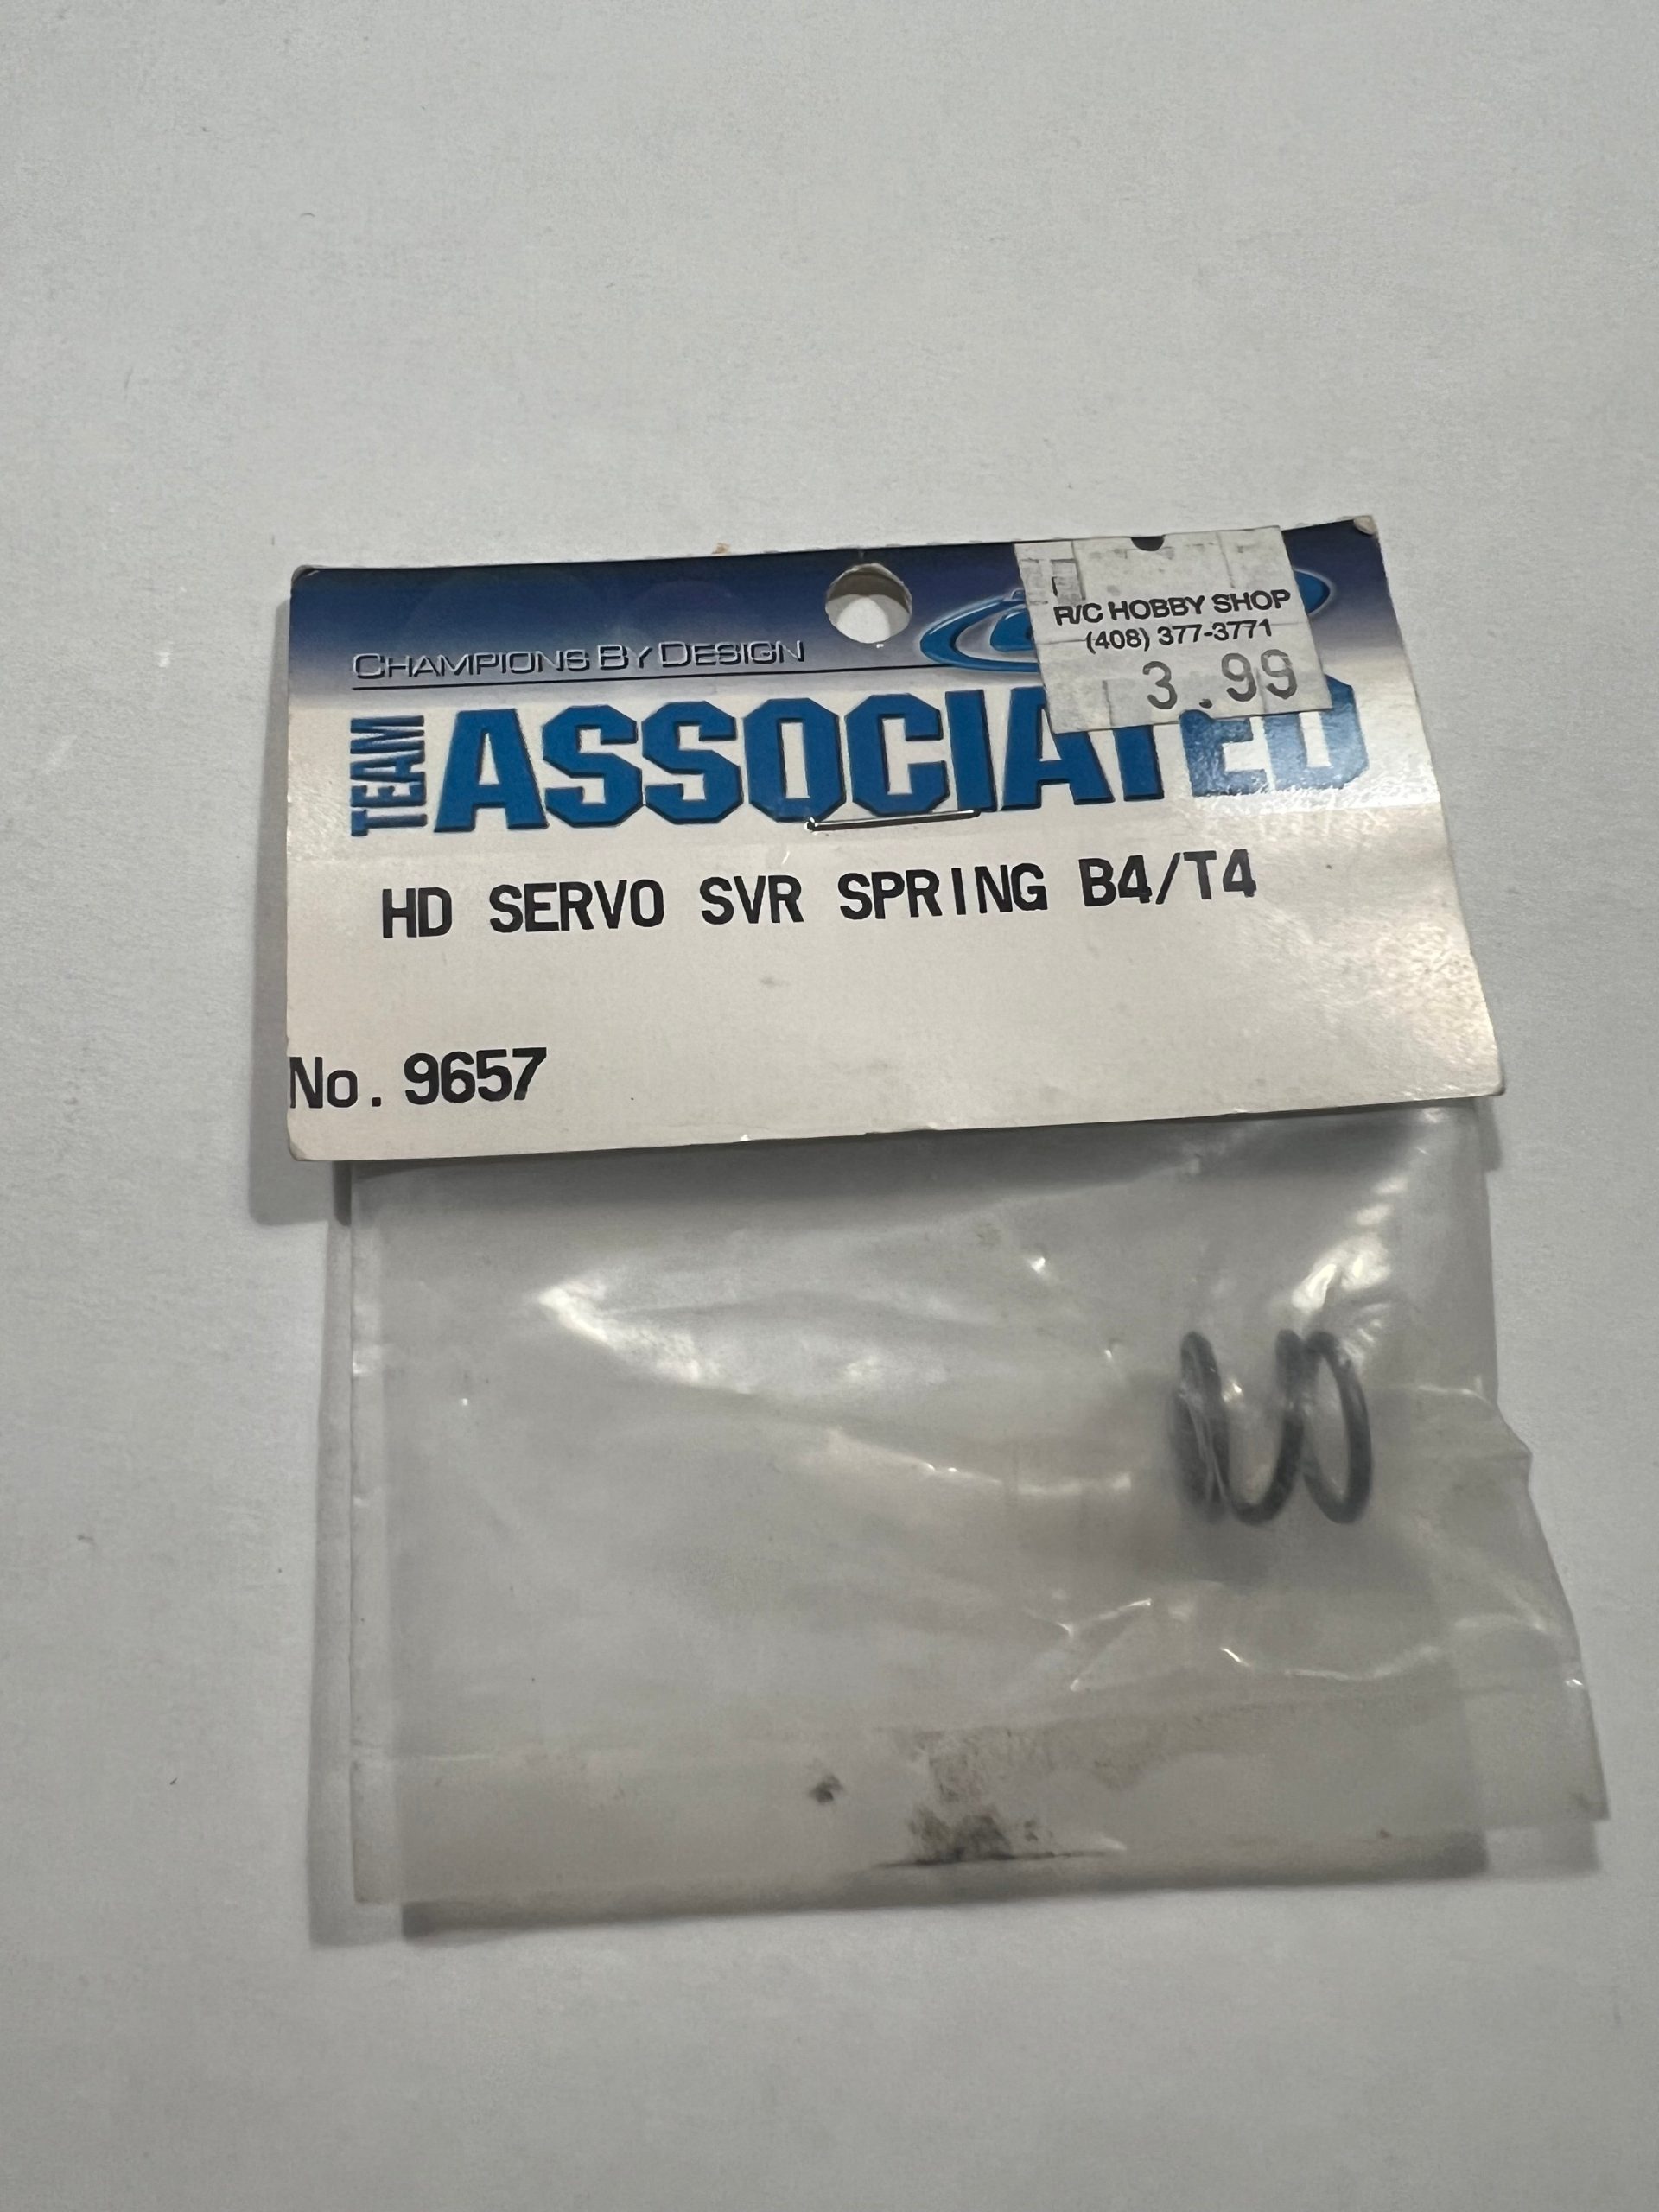 R/C HOBBY SHOP
(408) 377-3771
3.99
CHAMPIONS BY DESIGN
TEAM ASSOCIATED
HD SERVO SVR SPRING B4/T4
No. 9657